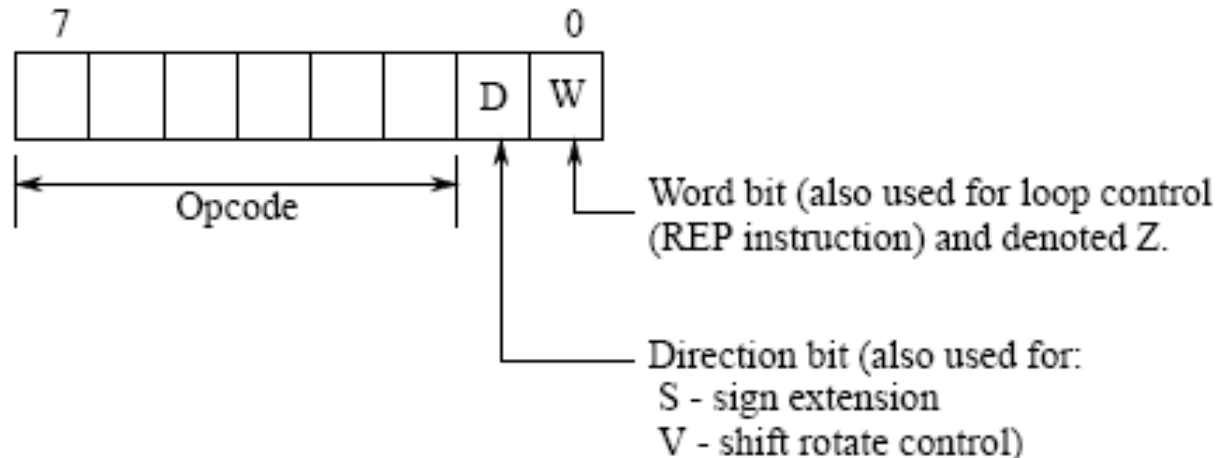 7 0
D W
Opcode
Word bit (also used for loop control
(REP instruction) and denoted Z.
Direction bit (also used for:
S - sign extension
V - shift rotate control)